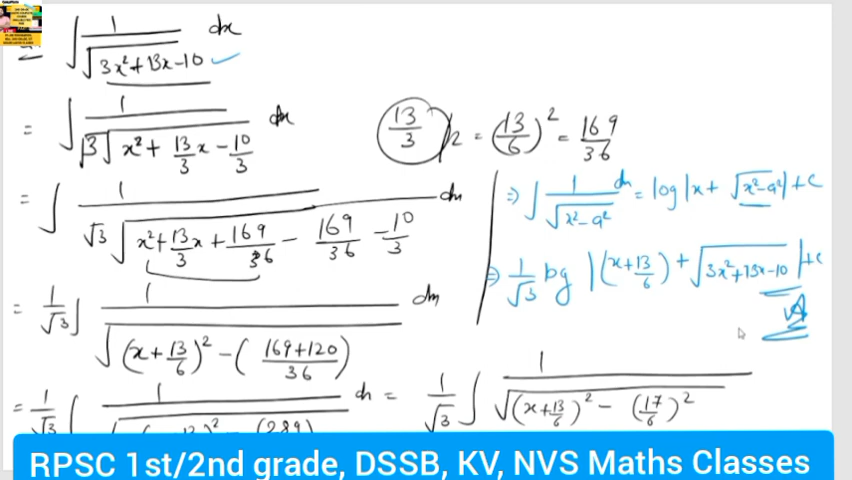 ∫ 1/√(3x²+13x-10) dx
= ∫ 1/(√3 √(x² + 13/3 x - 10/3)) dx
= ∫ 1/(√3 √(x²+13/3 x + 169/36 - 169/36 - 10/3)) dx
= 1/√3 ∫ 1/√((x+13/6)² - (169+120/36)) dx
= 1/√3 ∫ 1
(289)
dx = 1/√3 ∫ 1/√((x+13/6)² - (17/6)²)
13/3 /2 = (13/6)² = 169/36
⇒ ∫ 1/√(x²-a²) dx = log|x + √(x²-a²)| + c
⇒ 1/√3 log |(x+13/6) + √(3x²+13x-10)| + c
RPSC 1st/2nd grade, DSSB, KV, NVS Maths Classes